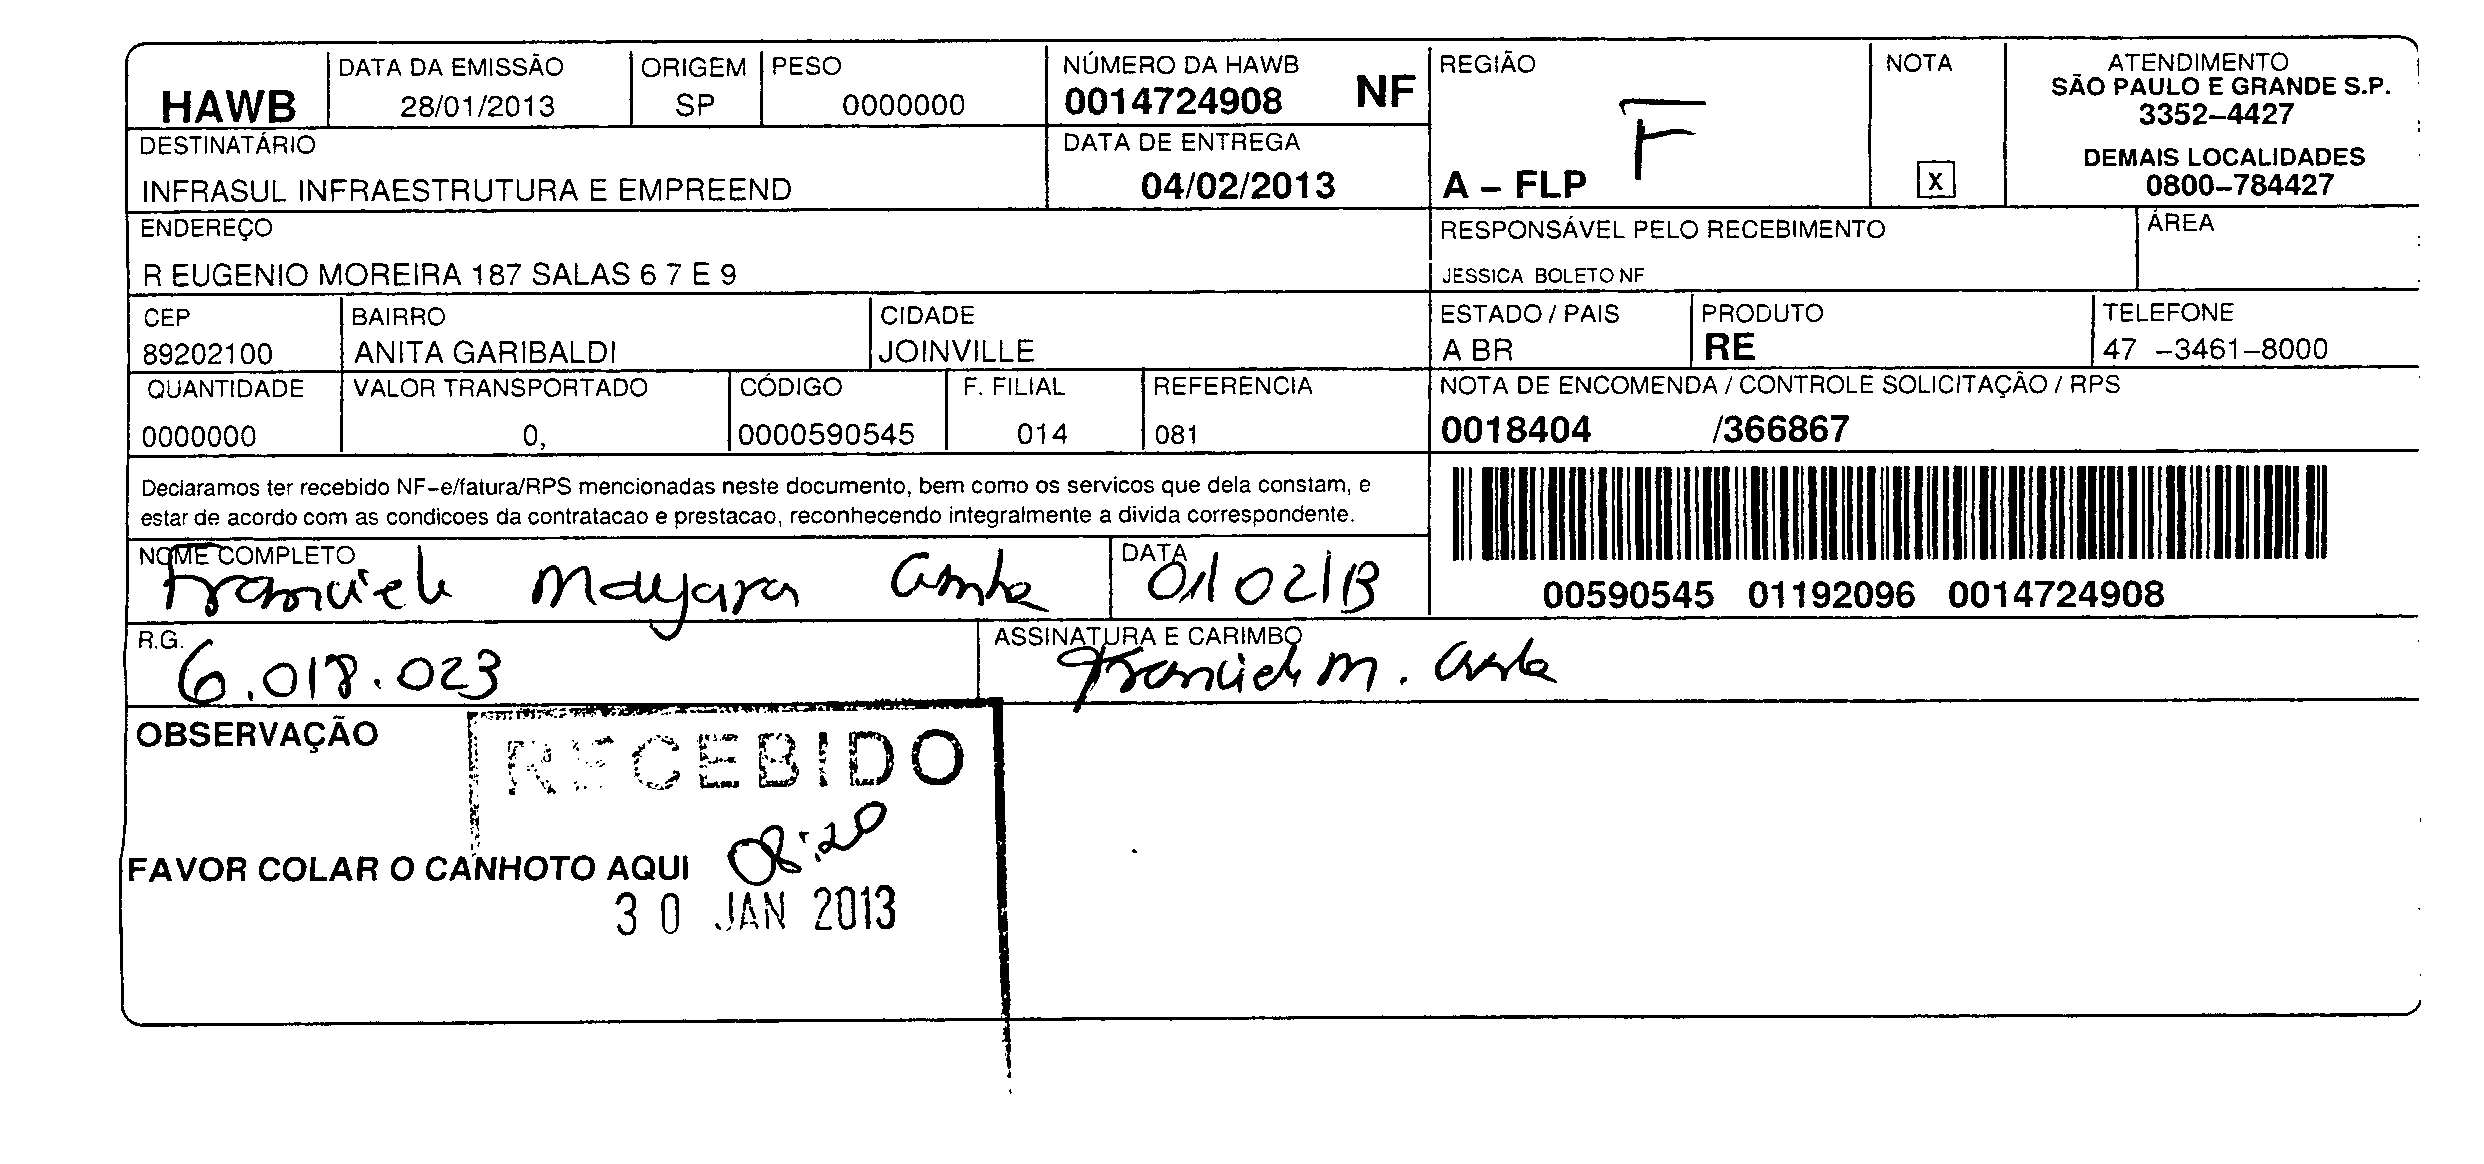 HAWB
DATA DA EMISSÃO
28/01/2013
ORIGEM
SP
PESO
0000000
NÚMERO DA HAWB
0014724908 NF
REGIÃO
A – FLP F
NOTA
X
ATENDIMENTO
SÃO PAULO E GRANDE S.P.
3352–4427
DEMAIS LOCALIDADES
0800–784427
DESTINATÁRIO
INFRASUL INFRAESTRUTURA E EMPREEND
DATA DE ENTREGA
04/02/2013
ENDEREÇO
R EUGENIO MOREIRA 187 SALAS 6 7 E 9
RESPONSÁVEL PELO RECEBIMENTO
JESSICA BOLETO NF
ÁREA
CEP
89202100
BAIRRO
ANITA GARIBALDI
CIDADE
JOINVILLE
ESTADO / PAIS
A BR
PRODUTO
RE
TELEFONE
47 –3461–8000
QUANTIDADE
0000000
VALOR TRANSPORTADO
0,
CÓDIGO
0000590545
F. FILIAL
014
REFERENCIA
081
NOTA DE ENCOMENDA / CONTROLE SOLICITAÇÃO / RPS
0018404 /366867
Declaramos ter recebido NF–e/fatura/RPS mencionadas neste documento, bem como os servicos que dela constam, e
estar de acordo com as condicoes da contratacao e prestacao, reconhecendo integralmente a divida correspondente.
00590545 01192096 0014724908
NOME COMPLETO
Franciele Mayara
DATA
01/02/13
R.G.
6.018.023
ASSINATURA E CARIMBO
Franciele M.
OBSERVAÇÃO
RECEBIDO
08:20
FAVOR COLAR O CANHOTO AQUI
30 JAN 2013